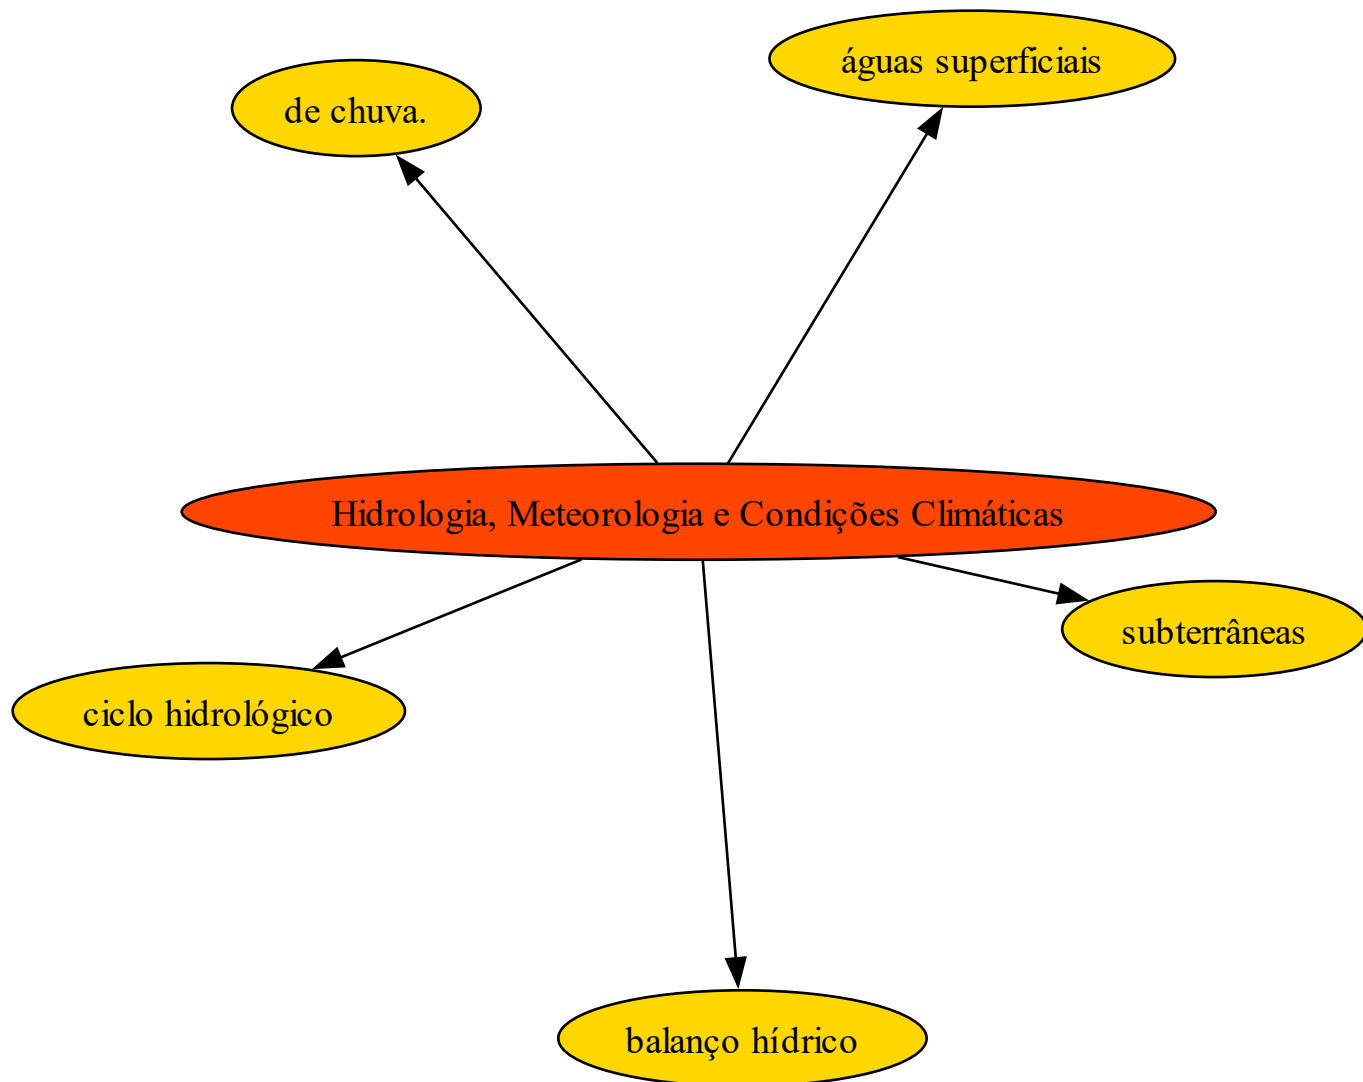 águas superficiais
de chuva.
Hidrologia, Meteorologia e Condições Climáticas
subterrâneas
ciclo hidrológico
balanço hídrico